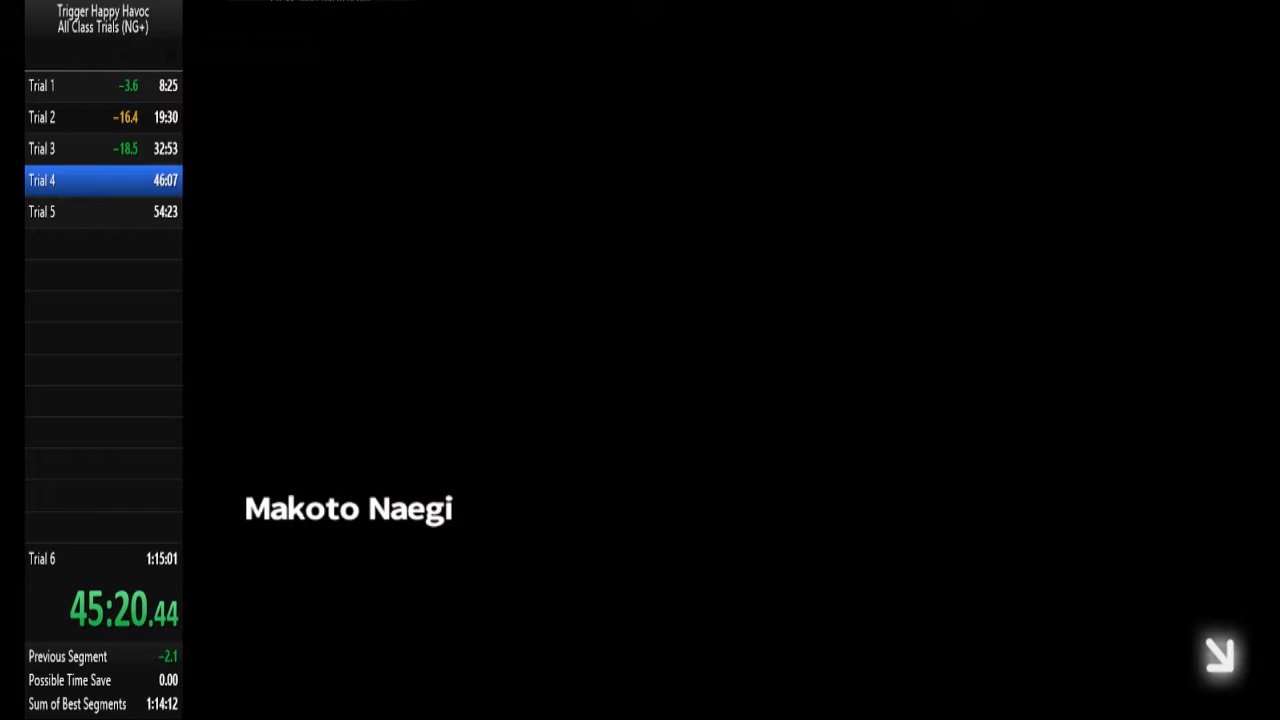 Trigger Happy Havoc
All Class Trials (NG+)
Trial 1 -3.6 8:25
Trial 2 -16.4 19:30
Trial 3 -18.5 32:53
Trial 4 46:07
Trial 5 54:23
Makoto Naegi
Trial 6 1:15:01
45:20.44
Previous Segment -2.1
Possible Time Save 0.00
Sum of Best Segments 1:14:12